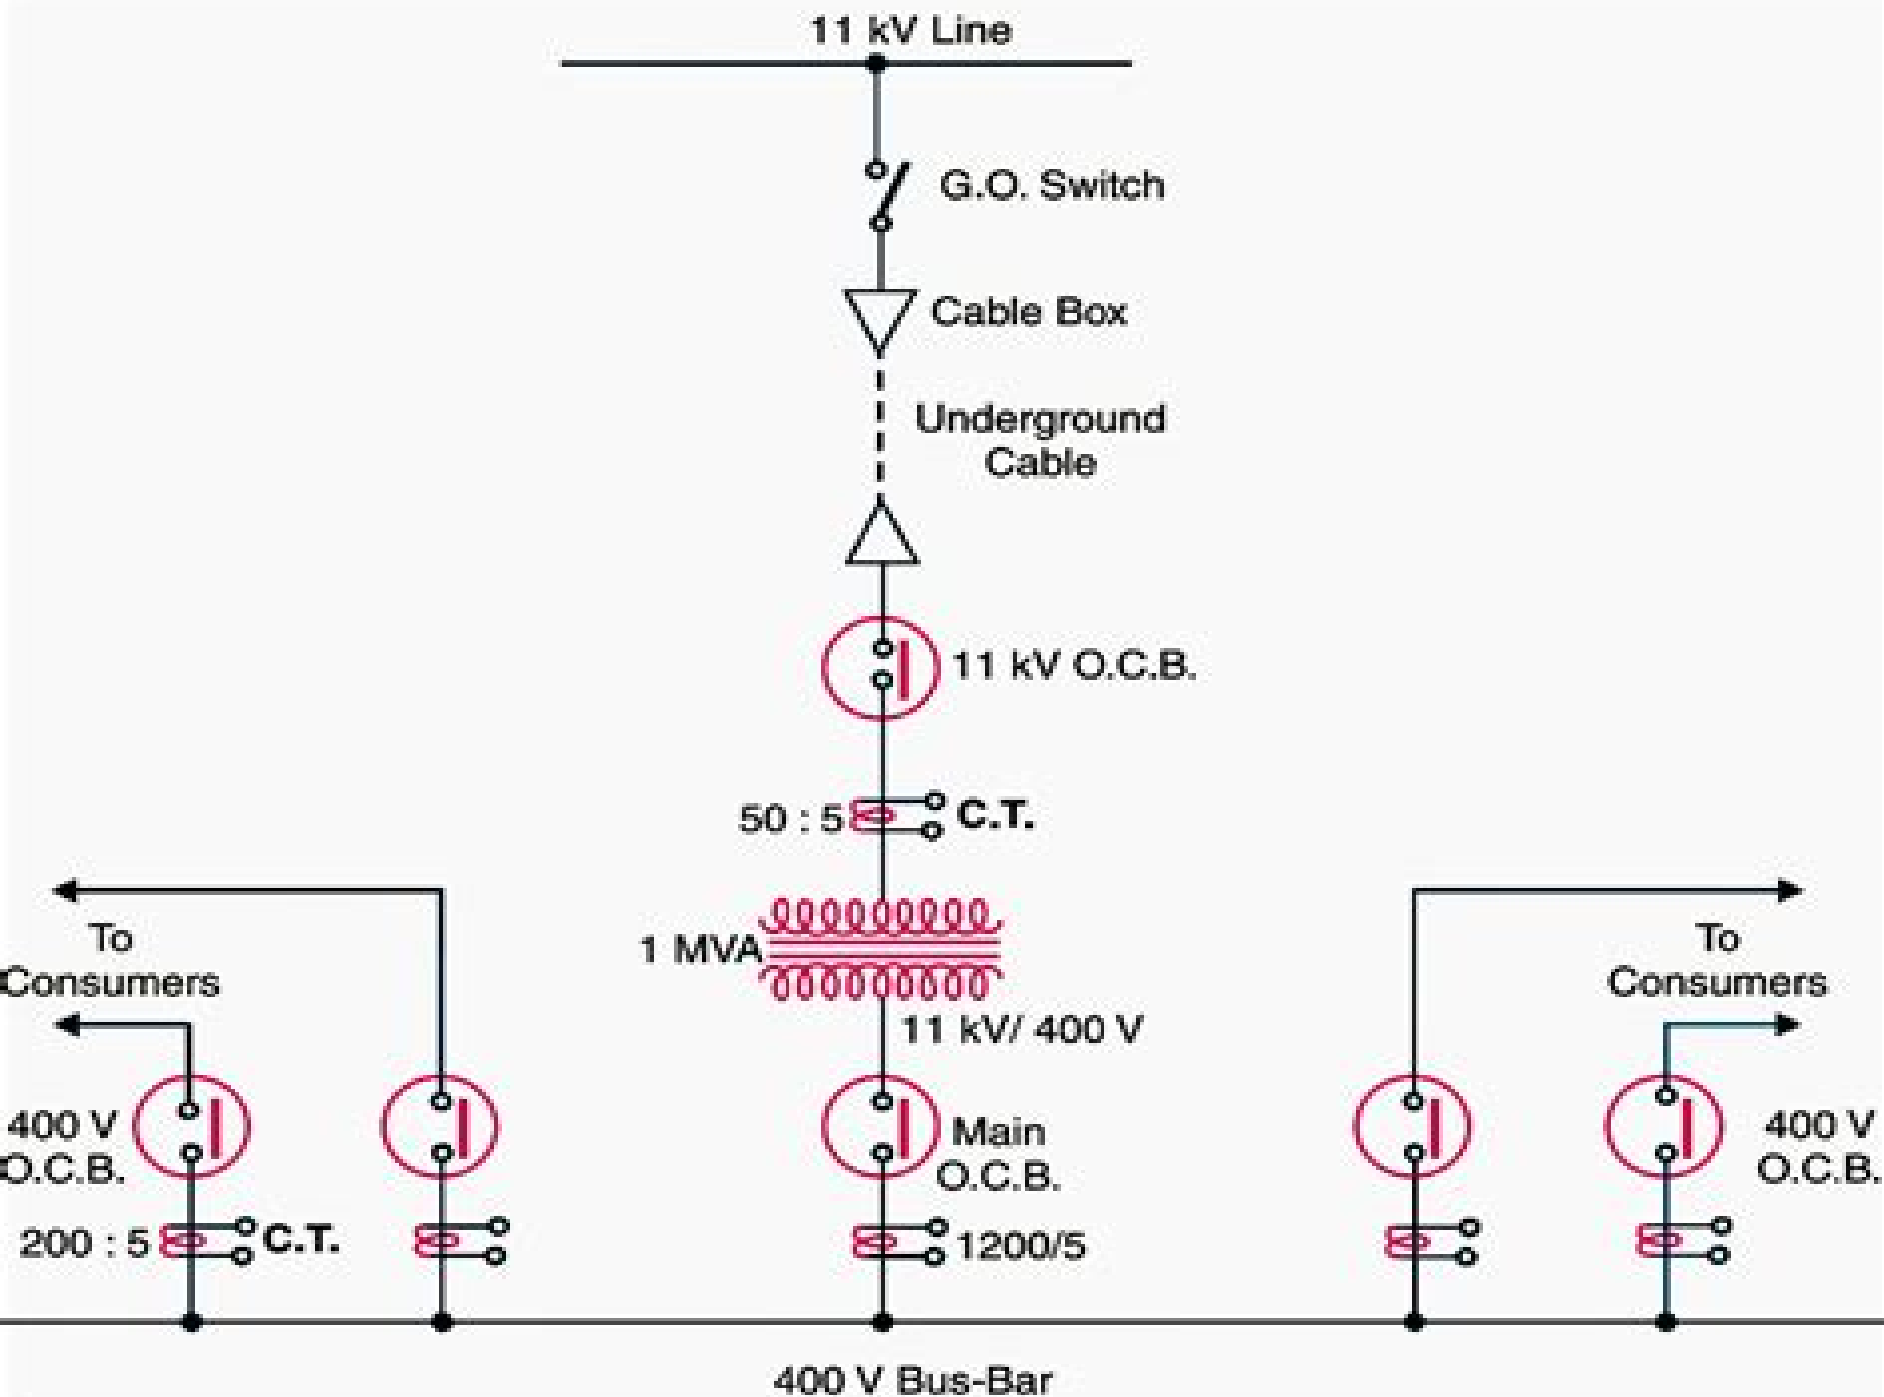 11 kV Line
G.O. Switch
Cable Box
Underground
Cable
11 kV O.C.B.
50 : 5
C.T.
To
Consumers
1 MVA
To
Consumers
11 kV/ 400 V
400 V
O.C.B.
Main
O.C.B.
400 V
O.C.B.
200 : 5
C.T.
1200/5
400 V Bus-Bar